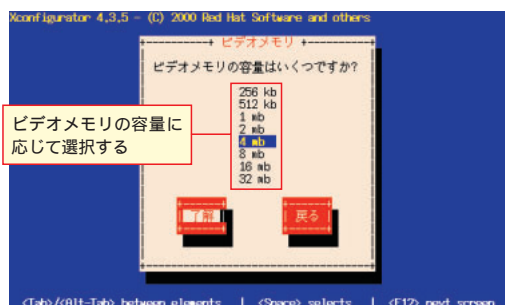 Xconfigurator 4.3.5 - (C) 2000 Red Hat Software and others
ビデオメモリ
ビデオメモリの容量はいくつですか?
256 kb
512 kb
1 mb
2 mb
4 mb
8 mb
16 mb
32 mb
ビデオメモリの容量に
応じて選択する
了解
戻る
<Tab>/<Alt-Tab> between elements | <Space> selects | <F12> next screen